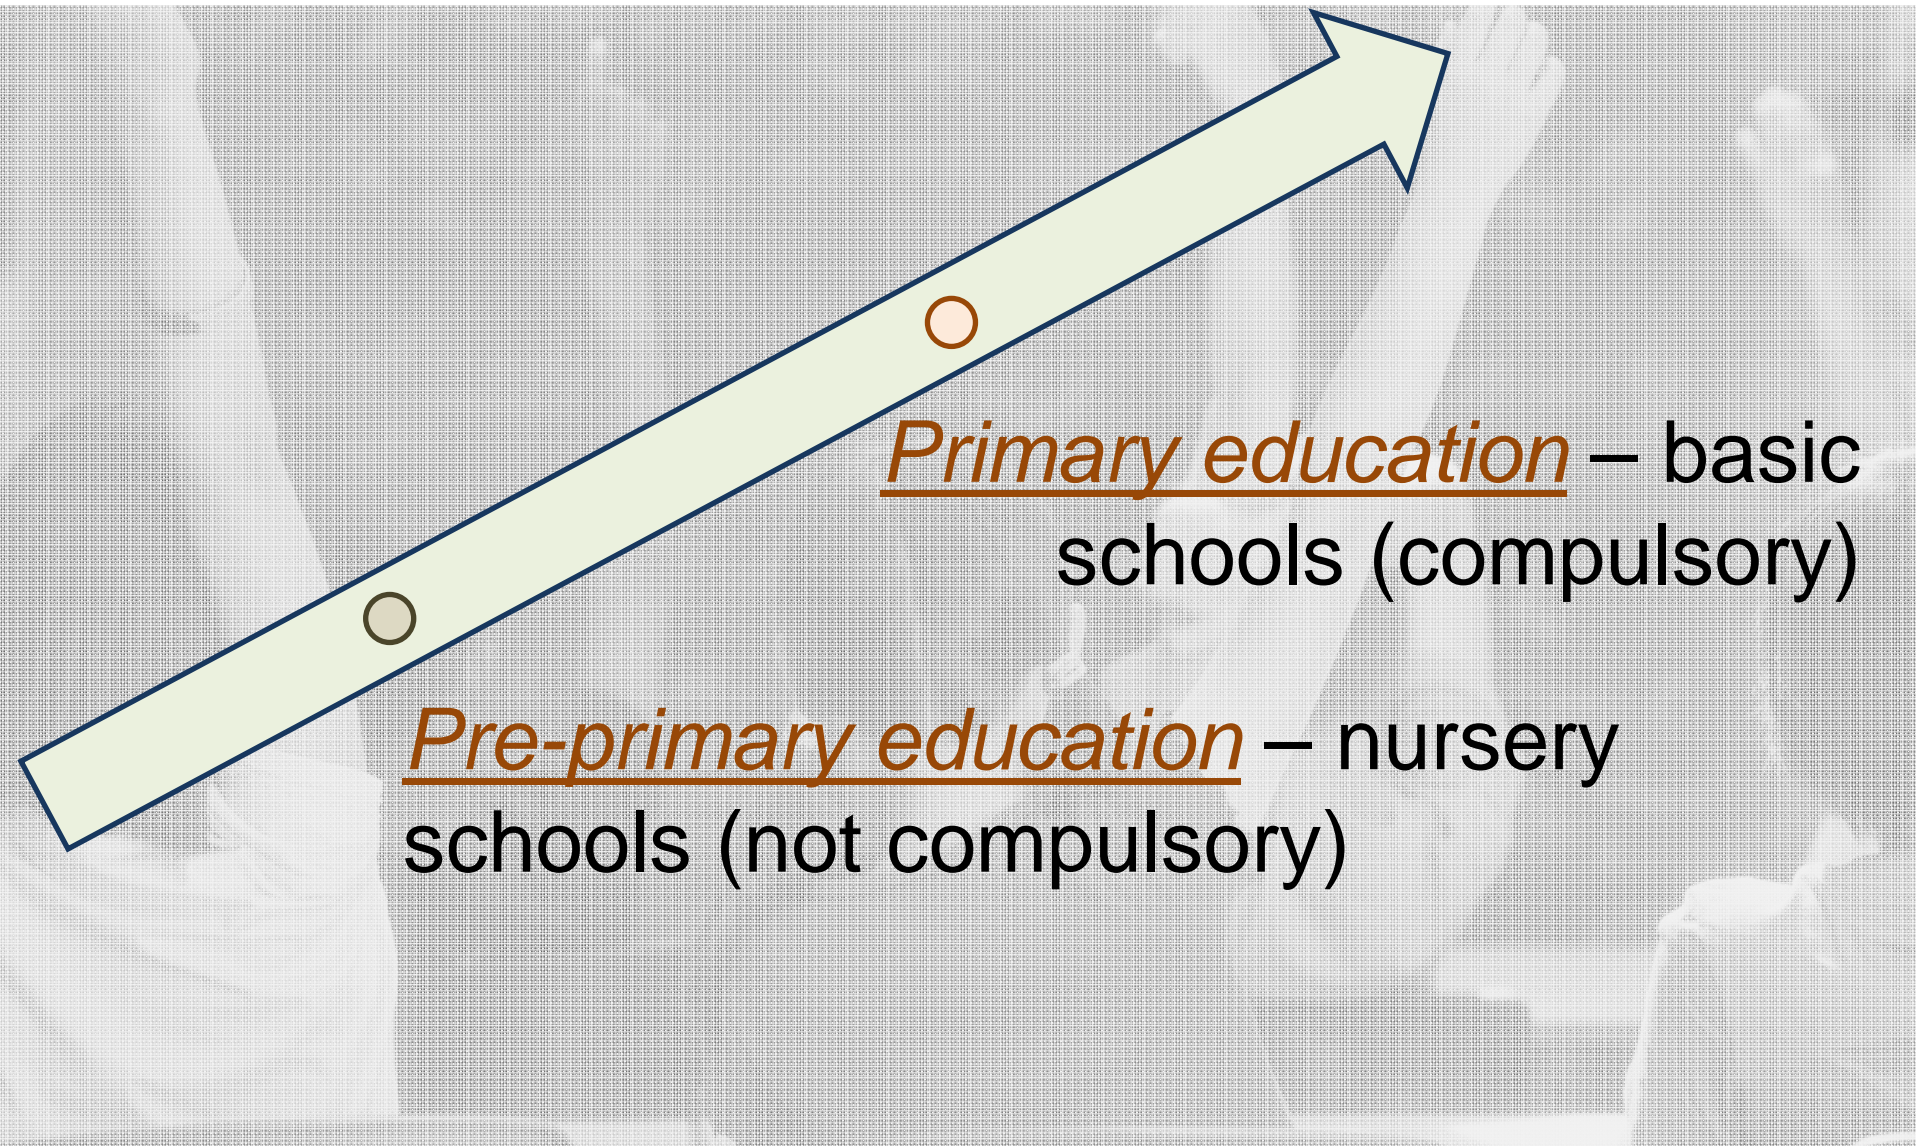 Primary education – basic
schools (compulsory)
Pre-primary education – nursery
schools (not compulsory)